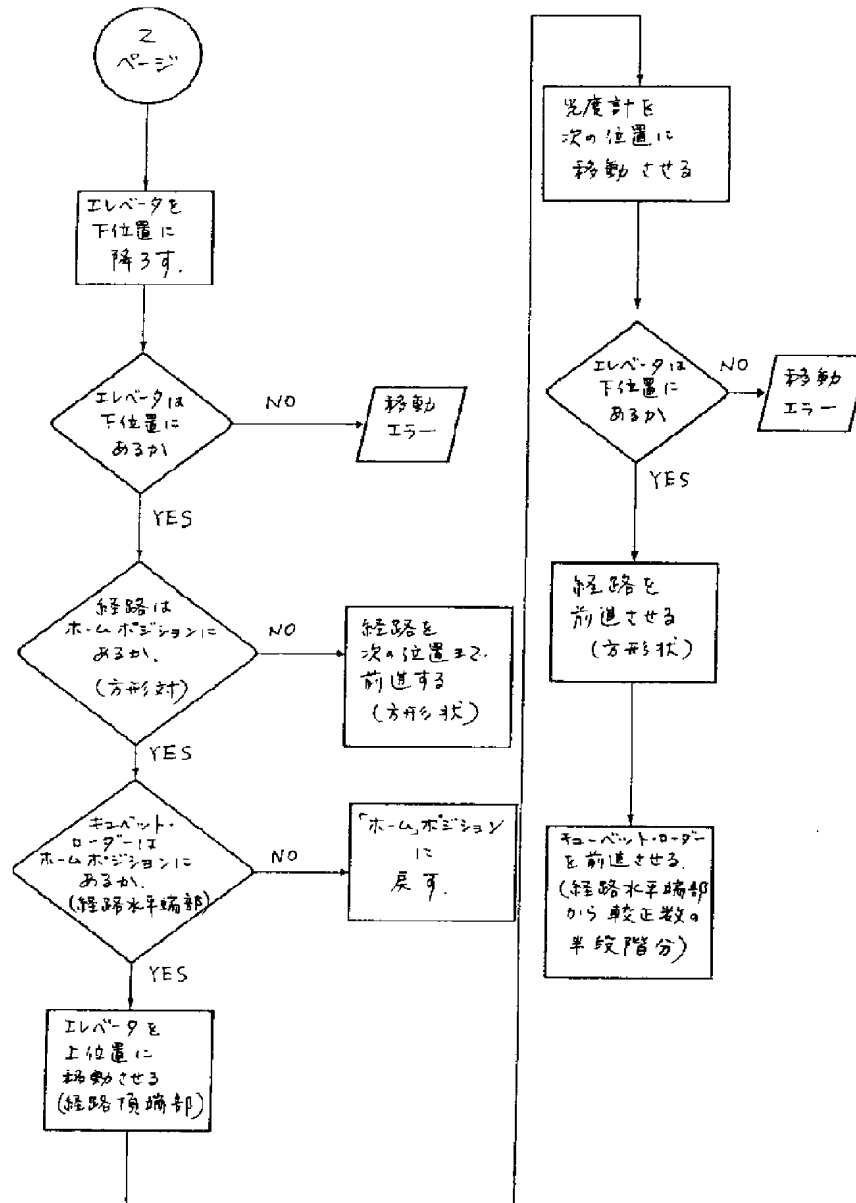 2
ページ
エレベータを
下位置に
降ろす.
エレベータは
下位置に
あるか
NO
移動
エラー
YES
経路は
ホームポジションに
あるか.
(方形対)
NO
経路を
次の位置まで
前進する
(方形状)
YES
キュベット・
ローダーは
ホームポジションに
あるか.
(経路水平端部)
NO
「ホーム」ポジション
に
戻す.
YES
エレベータを
上位置に
移動させる
(経路頂端部)
光度計を
次の位置に
移動させる
エレベータは
下位置に
あるか
NO
移動
エラー
YES
経路を
前進させる
(方形状)
チューベット・ローダー
を前進させる.
(経路水平端部
から較正数の
半段階分)